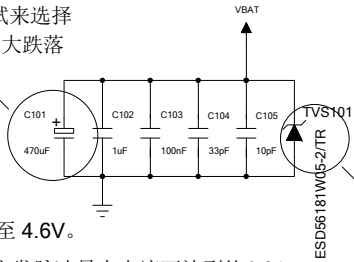 试来选择
大跌落
VBAT
C101
+
470uF
C102
1uF
C103
100nF
C104
33pF
C105
10pF
TVS101
ESD56181W05-2/TR
至 4.6V。